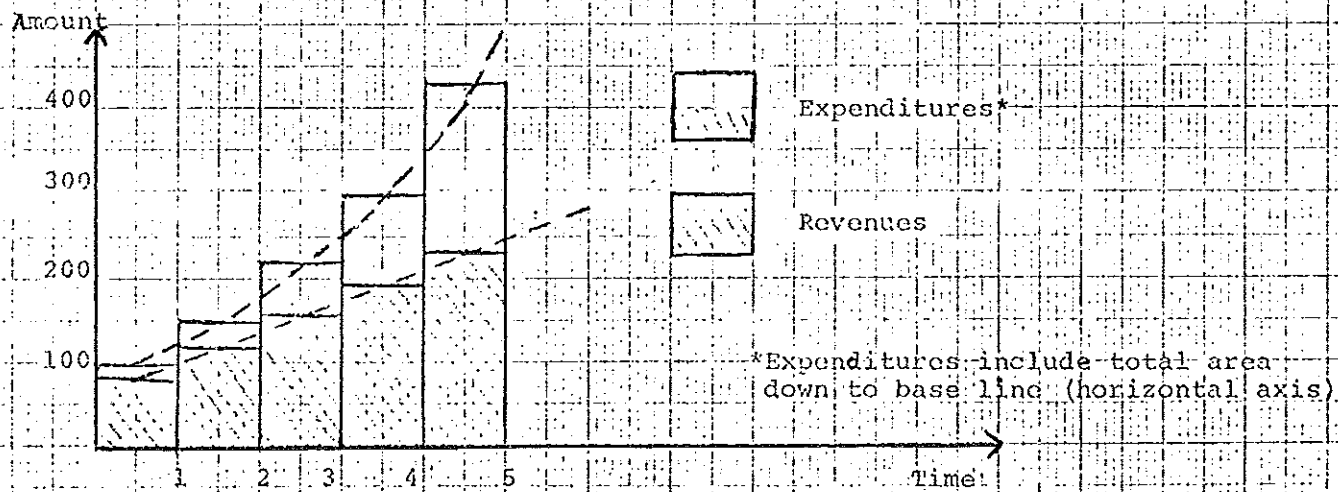 Amount
400
300
200
100
1 2 3 4 5
Time
Expenditures*
Revenues
*Expenditures include total area
down to base line (horizontal axis)